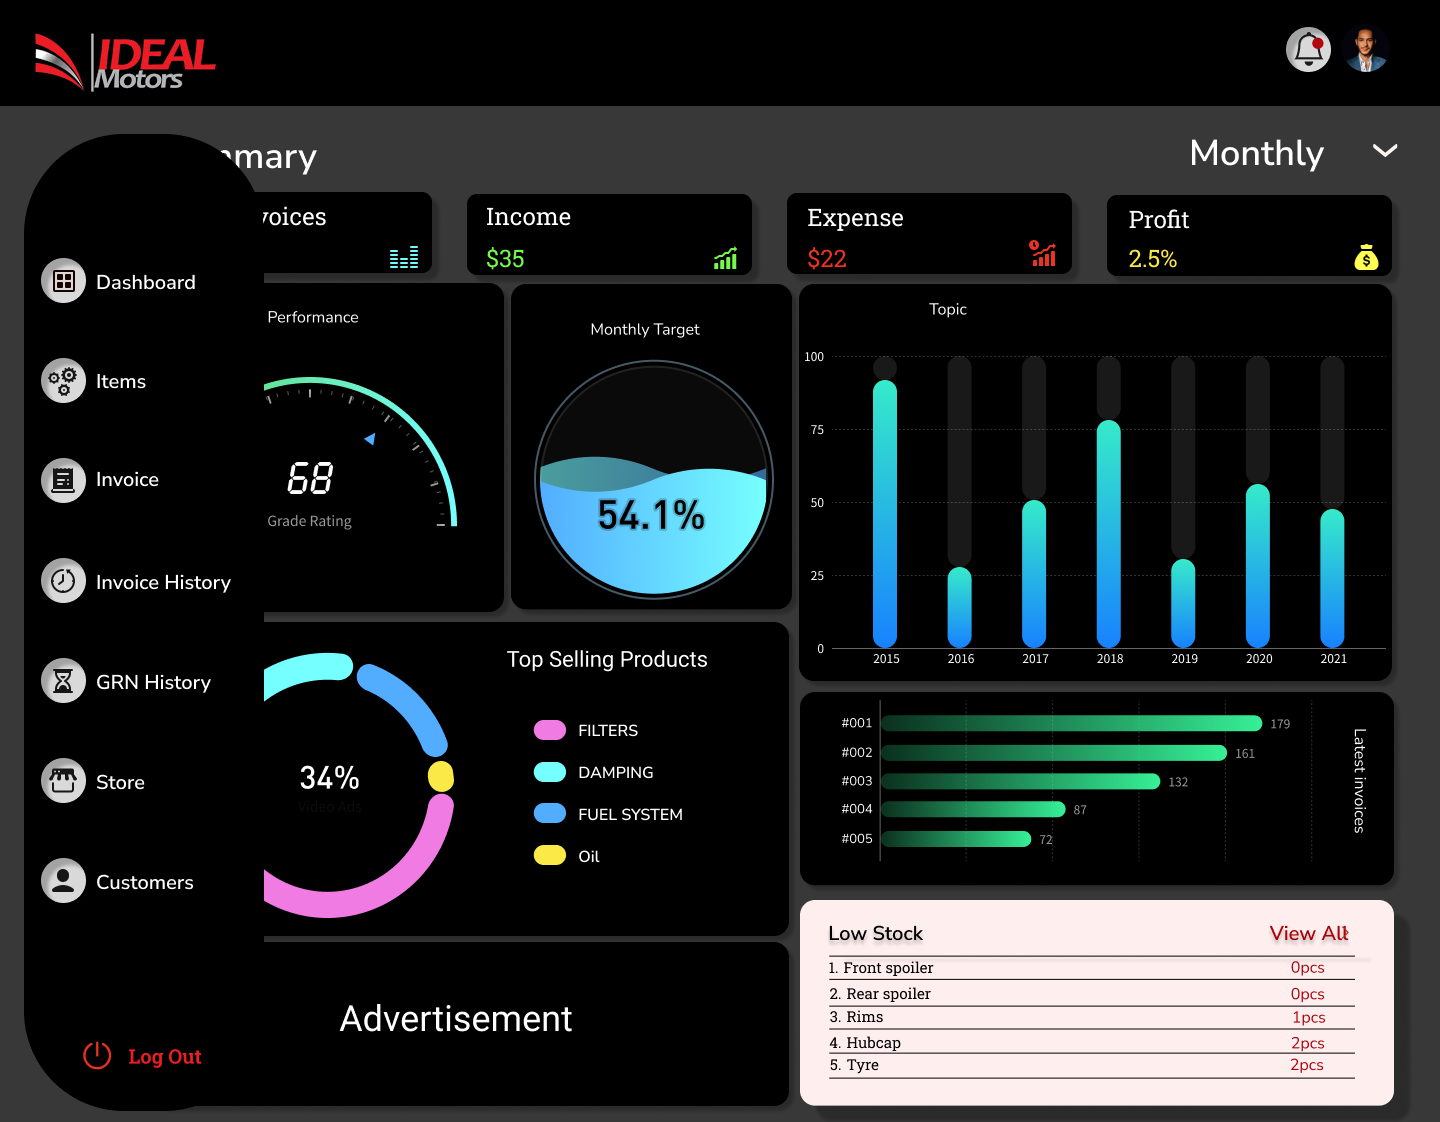 IDEAL
Motors
mmary
Monthly
voices
Income
$35
Expense
$22
Profit
2.5%
Dashboard
Items
Invoice
Invoice History
GRN History
Store
Customers
Log Out
Performance
68
Grade Rating
Monthly Target
54.1%
Topic
100
75
50
25
0
2015 2016 2017 2018 2019 2020 2021
34%
Video Ads
Top Selling Products
FILTERS
DAMPING
FUEL SYSTEM
Oil
#001 179
#002 161
#003 132
#004 87
#005 72
Latest invoices
Advertisement
Low Stock View All
1. Front spoiler 0pcs
2. Rear spoiler 0pcs
3. Rims 1pcs
4. Hubcap 2pcs
5. Tyre 2pcs